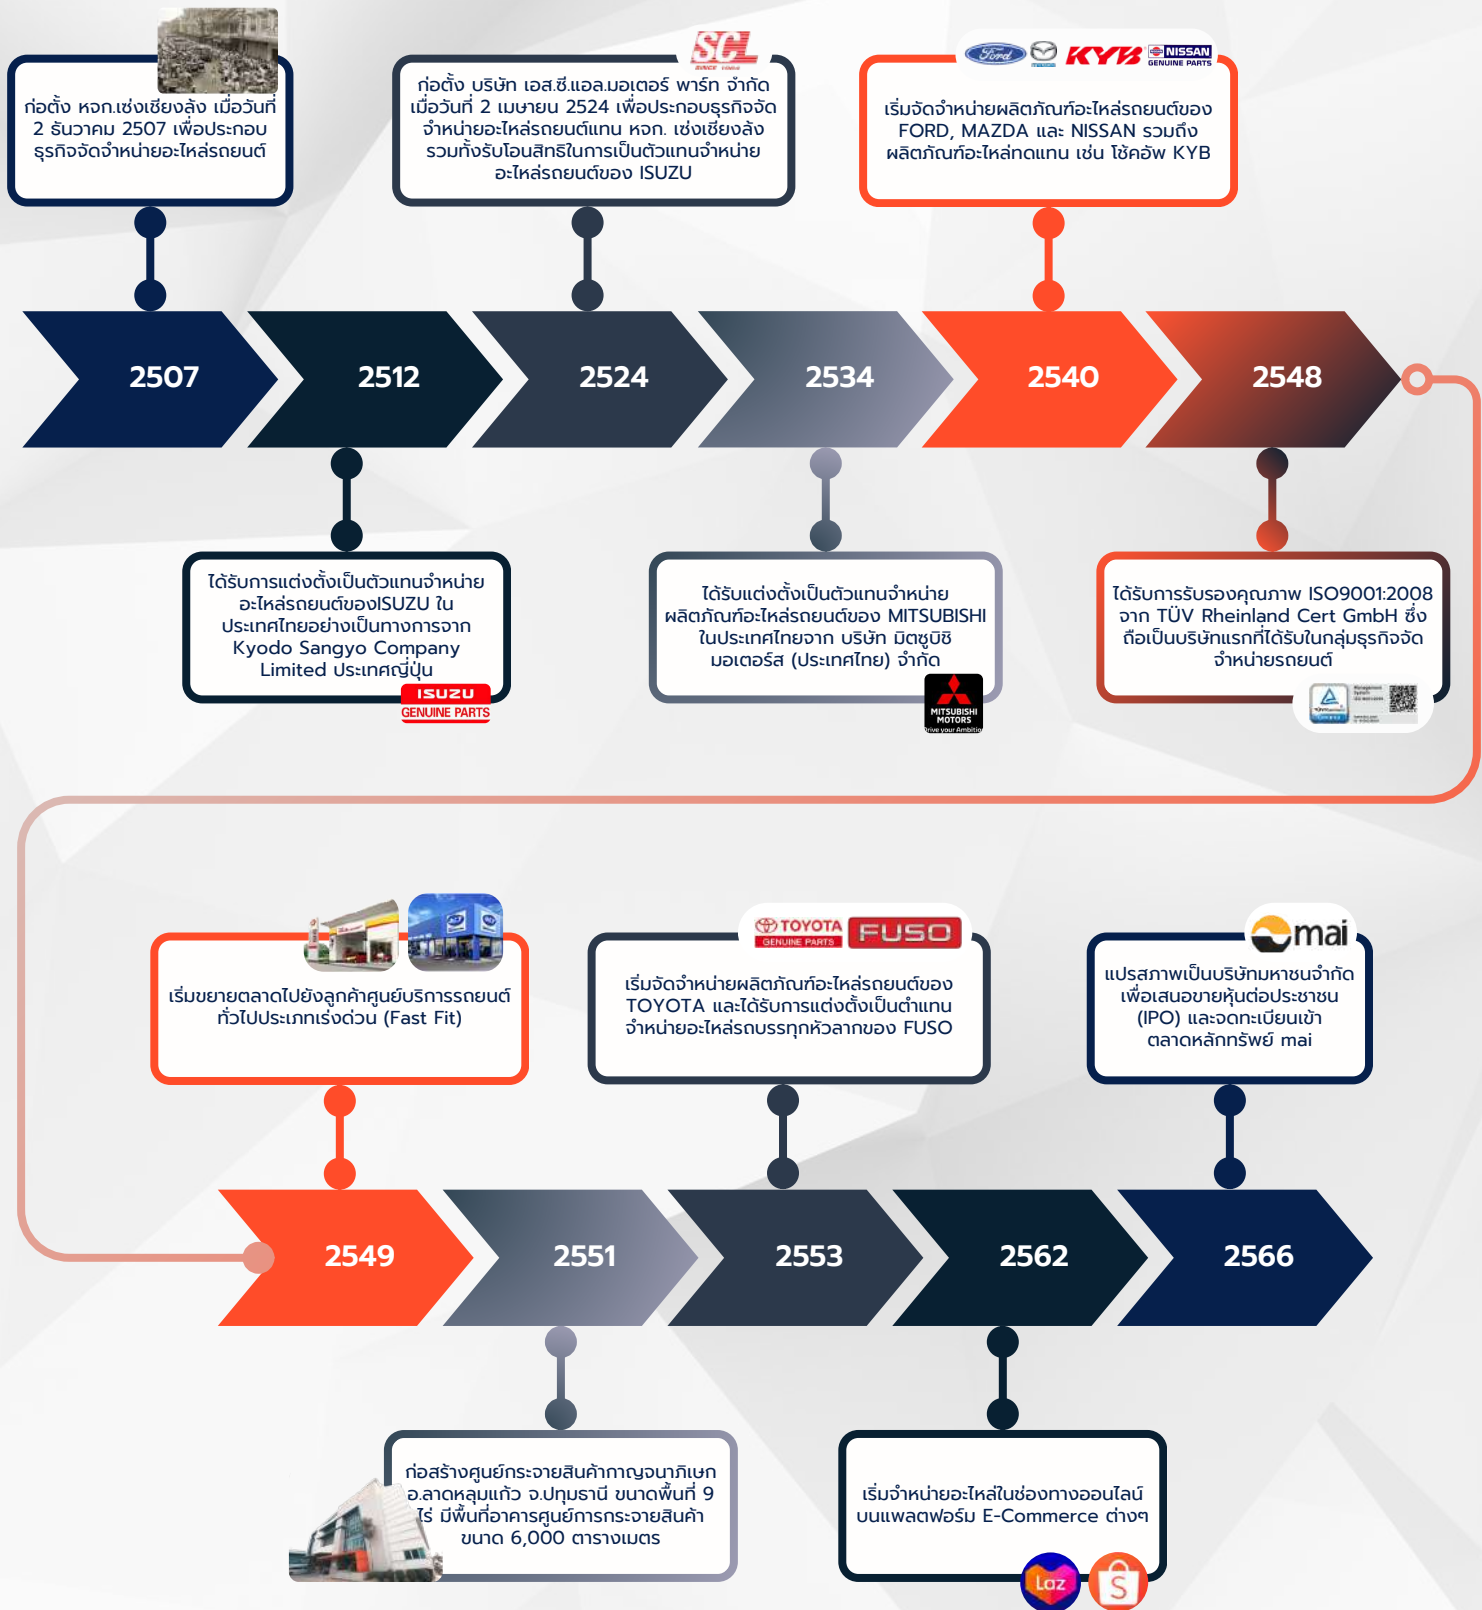 ก่อตั้ง หจก.เซ่งเชียงล้ง เมื่อวันที่
2 ธันวาคม 2507 เพื่อประกอบ
ธุรกิจจัดจำหน่ายอะไหล่รถยนต์
SCL
ก่อตั้ง บริษัท เอส.ซี.แอล.มอเตอร์ พาร์ท จำกัด
เมื่อวันที่ 2 เมษายน 2524 เพื่อประกอบธุรกิจจัด
จำหน่ายอะไหล่รถยนต์แทน หจก. เซ่งเชียงล้ง
รวมทั้งรับโอนสิทธิในการเป็นตัวแทนจำหน่าย
อะไหล่รถยนต์ของ ISUZU
Ford
KYB
NISSAN
GENUINE PARTS
เริ่มจัดจำหน่ายผลิตภัณฑ์อะไหล่รถยนต์ของ
FORD, MAZDA และ NISSAN รวมถึง
ผลิตภัณฑ์อะไหล่ทดแทน เช่น โช้คอัพ KYB
2507
2512
2524
2534
2540
2548
ได้รับการแต่งตั้งเป็นตัวแทนจำหน่าย
อะไหล่รถยนต์ของISUZU ใน
ประเทศไทยอย่างเป็นทางการจาก
Kyodo Sangyo Company
Limited ประเทศญี่ปุ่น
ISUZU
GENUINE PARTS
ได้รับแต่งตั้งเป็นตัวแทนจำหน่าย
ผลิตภัณฑ์อะไหล่รถยนต์ของ MITSUBISHI
ในประเทศไทยจาก บริษัท มิตซูบิชิ
มอเตอร์ส (ประเทศไทย) จำกัด
MITSUBISHI
MOTORS
Drive your Ambition
ได้รับการรับรองคุณภาพ ISO9001:2008
จาก TÜV Rheinland Cert GmbH ซึ่ง
ถือเป็นบริษัทแรกที่ได้รับในกลุ่มธุรกิจจัด
จำหน่ายรถยนต์
เริ่มขยายตลาดไปยังลูกค้าศูนย์บริการรถยนต์
ทั่วไปประเภทเร่งด่วน (Fast Fit)
TOYOTA
GENUINE PARTS
FUSO
เริ่มจัดจำหน่ายผลิตภัณฑ์อะไหล่รถยนต์ของ
TOYOTA และได้รับการแต่งตั้งเป็นตำแทน
จำหน่ายอะไหล่รถบรรทุกหัวลากของ FUSO
mai
แปรสภาพเป็นบริษัทมหาชนจำกัด
เพื่อเสนอขายหุ้นต่อประชาชน
(IPO) และจดทะเบียนเข้า
ตลาดหลักทรัพย์ mai
2549
2551
2553
2562
2566
ก่อสร้างศูนย์กระจายสินค้ากาญจนาภิเษก
อ.ลาดหลุมแก้ว จ.ปทุมธานี ขนาดพื้นที่ 9
ไร่ มีพื้นที่อาคารศูนย์การกระจายสินค้า
ขนาด 6,000 ตารางเมตร
เริ่มจำหน่ายอะไหล่ในช่องทางออนไลน์
บนแพลตฟอร์ม E-Commerce ต่างๆ
Laz
S